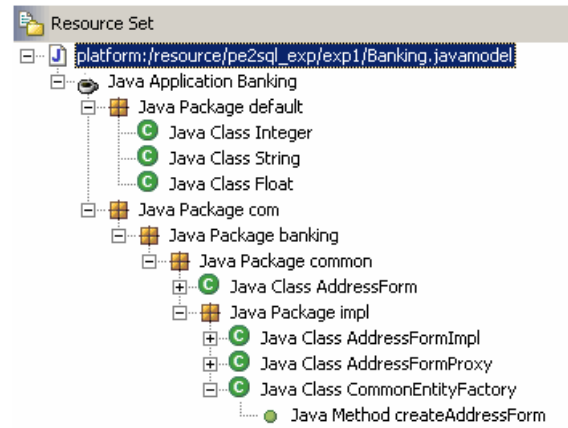 Resource Set
platform:/resource/pe2sql_exp/exp1/Banking.javamodel
Java Application Banking
Java Package default
Java Class Integer
Java Class String
Java Class Float
Java Package com
Java Package banking
Java Package common
Java Class AddressForm
Java Package impl
Java Class AddressFormImpl
Java Class AddressFormProxy
Java Class CommonEntityFactory
Java Method createAddressForm